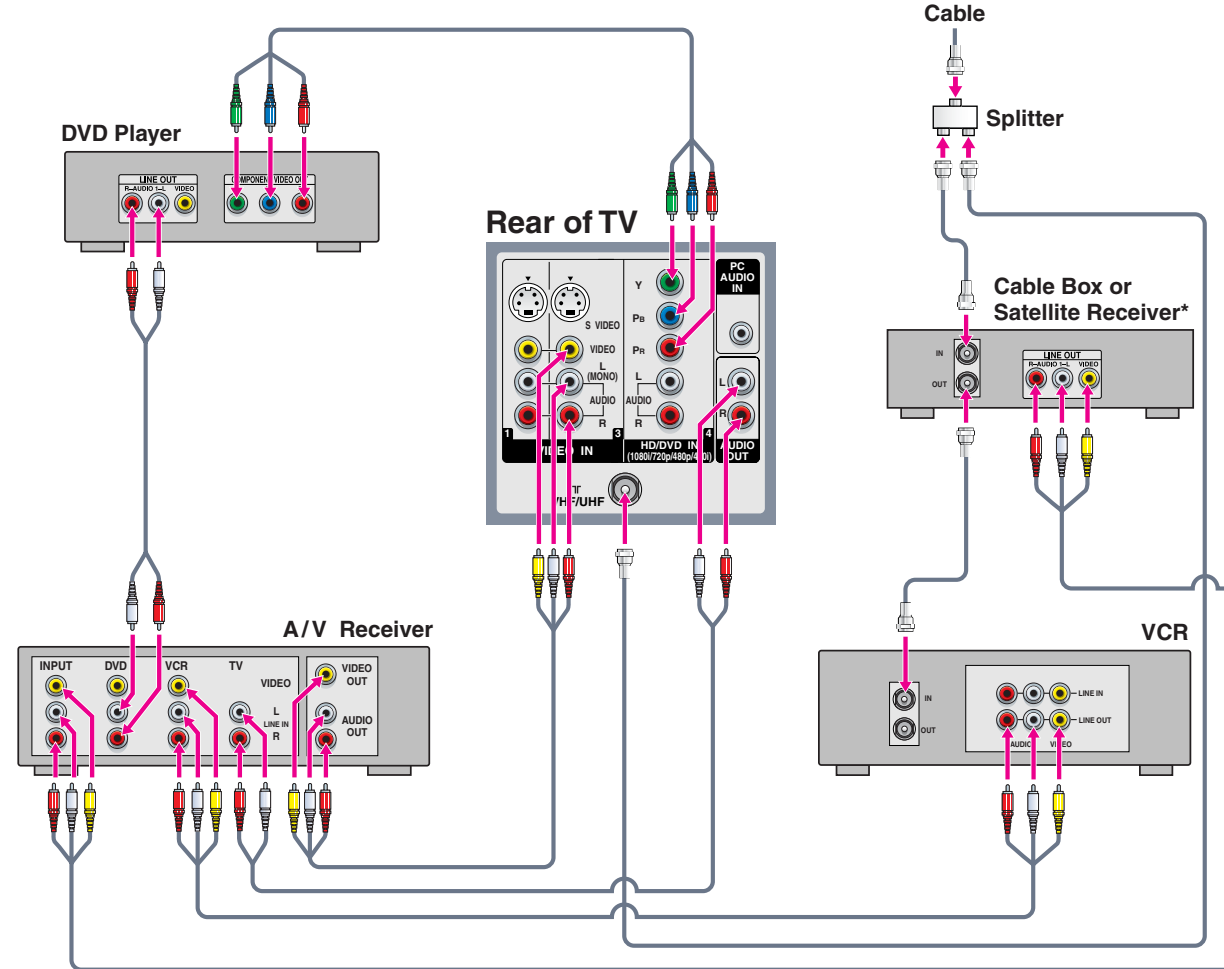 Cable
Splitter
DVD Player
LINE OUT
R–AUDIO 1–L VIDEO
COMPONENT VIDEO OUT
Rear of TV
PC
AUDIO
IN
Y
PB
PR
S VIDEO
VIDEO
L
(MONO)
AUDIO
R
L
AUDIO
R
L
R
1
3
VIDEO IN
HD/DVD IN
4
(1080i/720p/480p/480i)
AUDIO
OUT
VHF/UHF
Cable Box or
Satellite Receiver*
IN
OUT
LINE OUT
R–AUDIO 1–L VIDEO
A/V Receiver
INPUT
DVD
VCR
TV
VIDEO
L
LINE IN
R
VIDEO
OUT
AUDIO
OUT
VCR
IN
OUT
LINE IN
LINE OUT
AUDIO
VIDEO